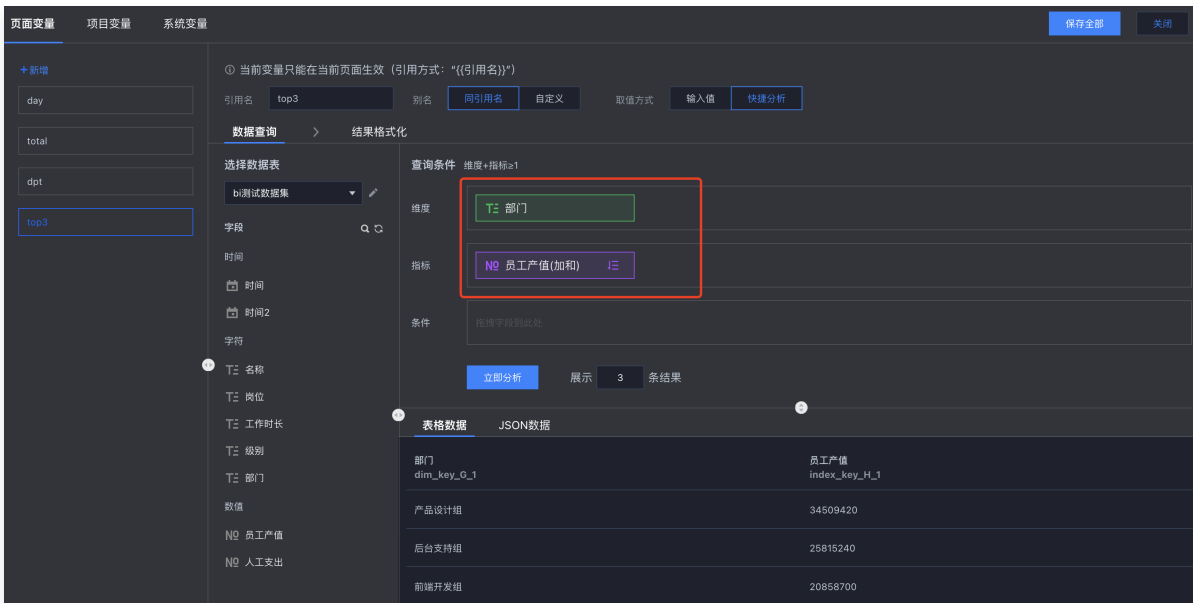 页面变量 项目变量 系统变量 保存全部 关闭
+新增
day
total
dpt
top3
当前变量只能在当前页面生效（引用方式："{{引用名}}"）
引用名 top3 别名 同引用名 自定义 取值方式 输入值 快捷分析
数据查询 > 结果格式化
选择数据表
bi测试数据集
字段
时间
时间
时间2
字符
名称
岗位
工作时长
级别
部门
数值
员工产值
人工支出
查询条件 维度+指标≥1
维度 部门
指标 员工产值(加和)
条件 拖拽字段到此处
立即分析 展示 3 条结果
表格数据 JSON数据
部门 员工产值
dim_key_G_1 index_key_H_1
产品设计组 34509420
后台支持组 25815240
前端开发组 20858700